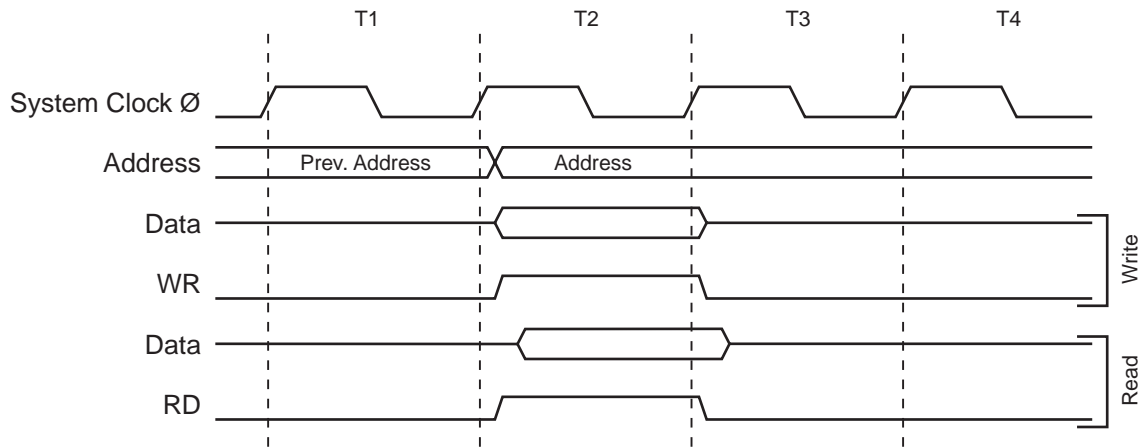 T1 T2 T3 T4
System Clock Ø
Address Prev. Address Address
Data
WR
Write
Data
RD
Read